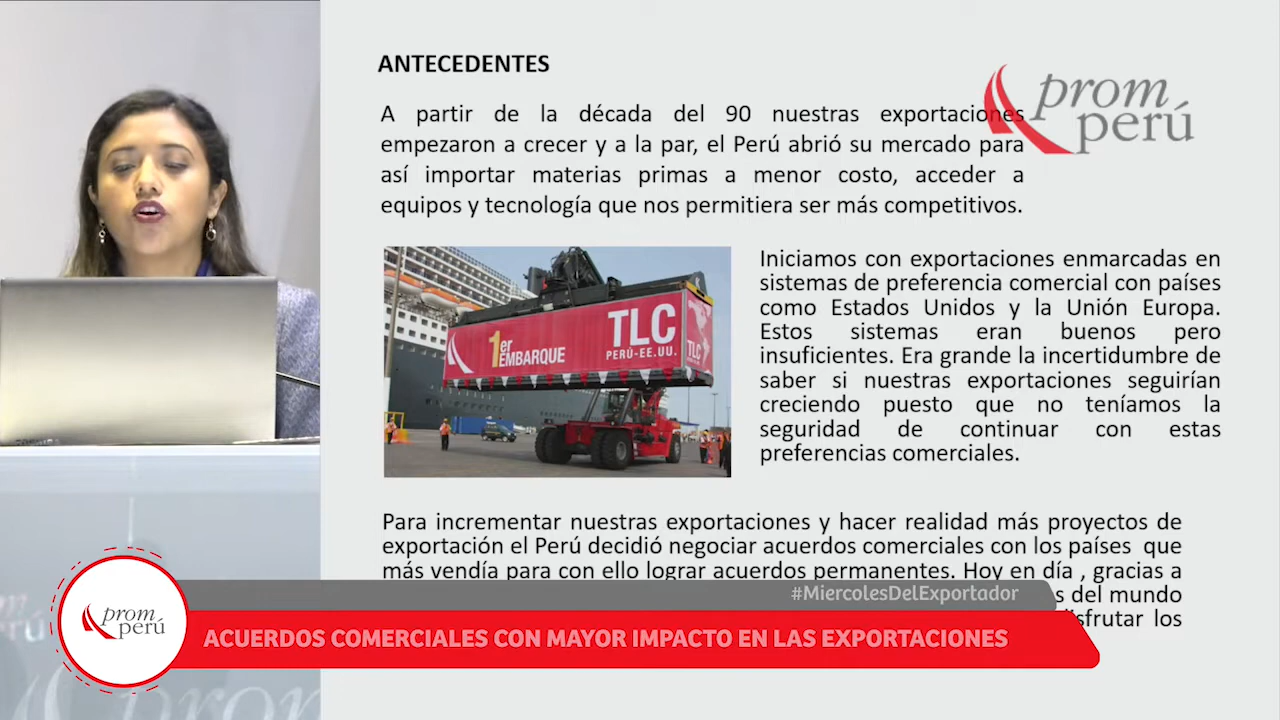 ANTECEDENTES
A partir de la década del 90 nuestras exportaciones
empezaron a crecer y a la par, el Perú abrió su mercado para
así importar materias primas a menor costo, acceder a
equipos y tecnología que nos permitiera ser más competitivos.
prom
perú
1er
EMBARQUE
TLC
PERÚ-EE.UU.
TLC
Iniciamos con exportaciones enmarcadas en
sistemas de preferencia comercial con países
como Estados Unidos y la Unión Europa.
Estos sistemas eran buenos pero
insuficientes. Era grande la incertidumbre de
saber si nuestras exportaciones seguirían
creciendo puesto que no teníamos la
seguridad de continuar con estas
preferencias comerciales.
Para incrementar nuestras exportaciones y hacer realidad más proyectos de
exportación el Perú decidió negociar acuerdos comerciales con los países que
más vendía para con ello lograr acuerdos permanentes. Hoy en día , gracias a
del mundo
los
#MiercolesDelExportador
prom
perú
ACUERDOS COMERCIALES CON MAYOR IMPACTO EN LAS EXPORTACIONES